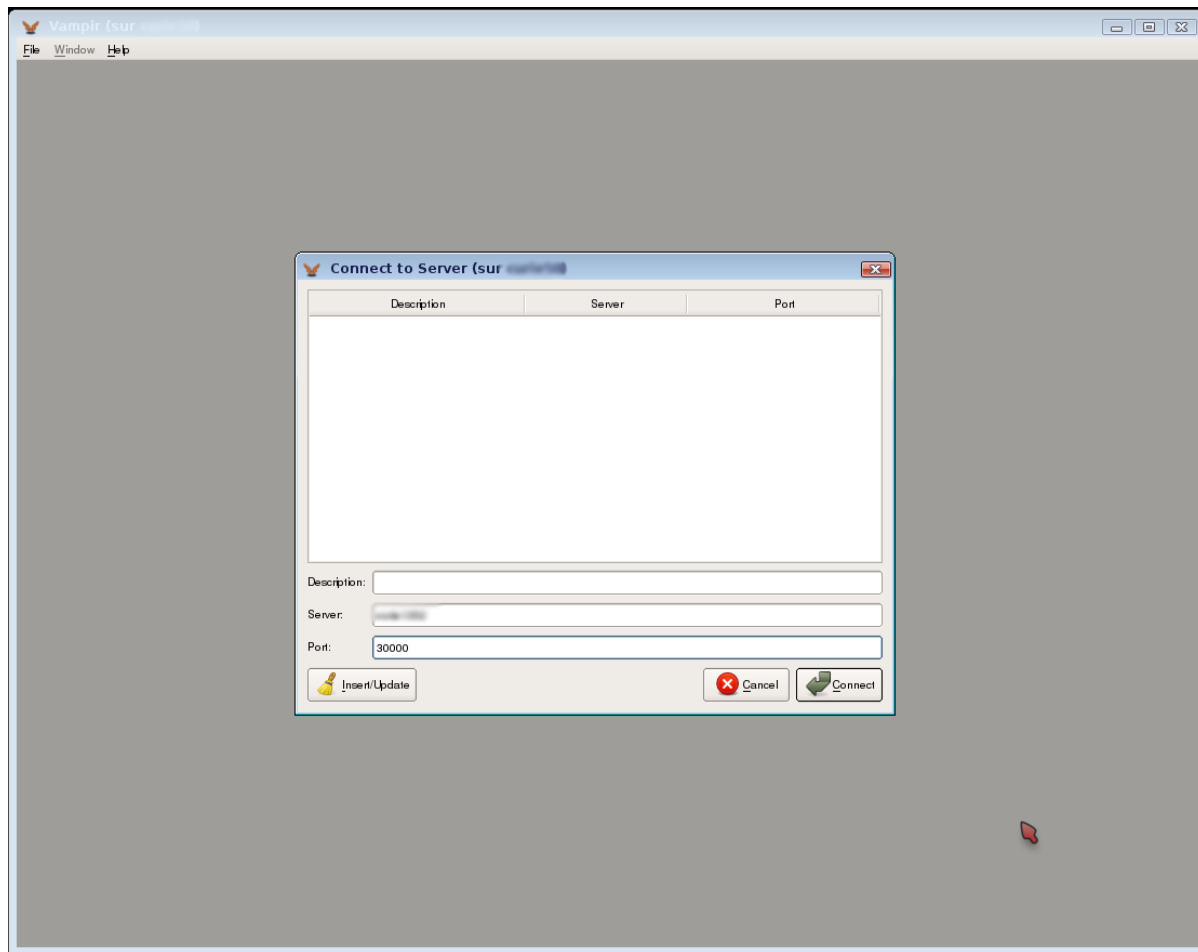 Vampir (sur
File Window Help
Connect to Server (sur
Description Server Port
Description:
Server:
Port: 30000
Insert/Update Cancel Connect